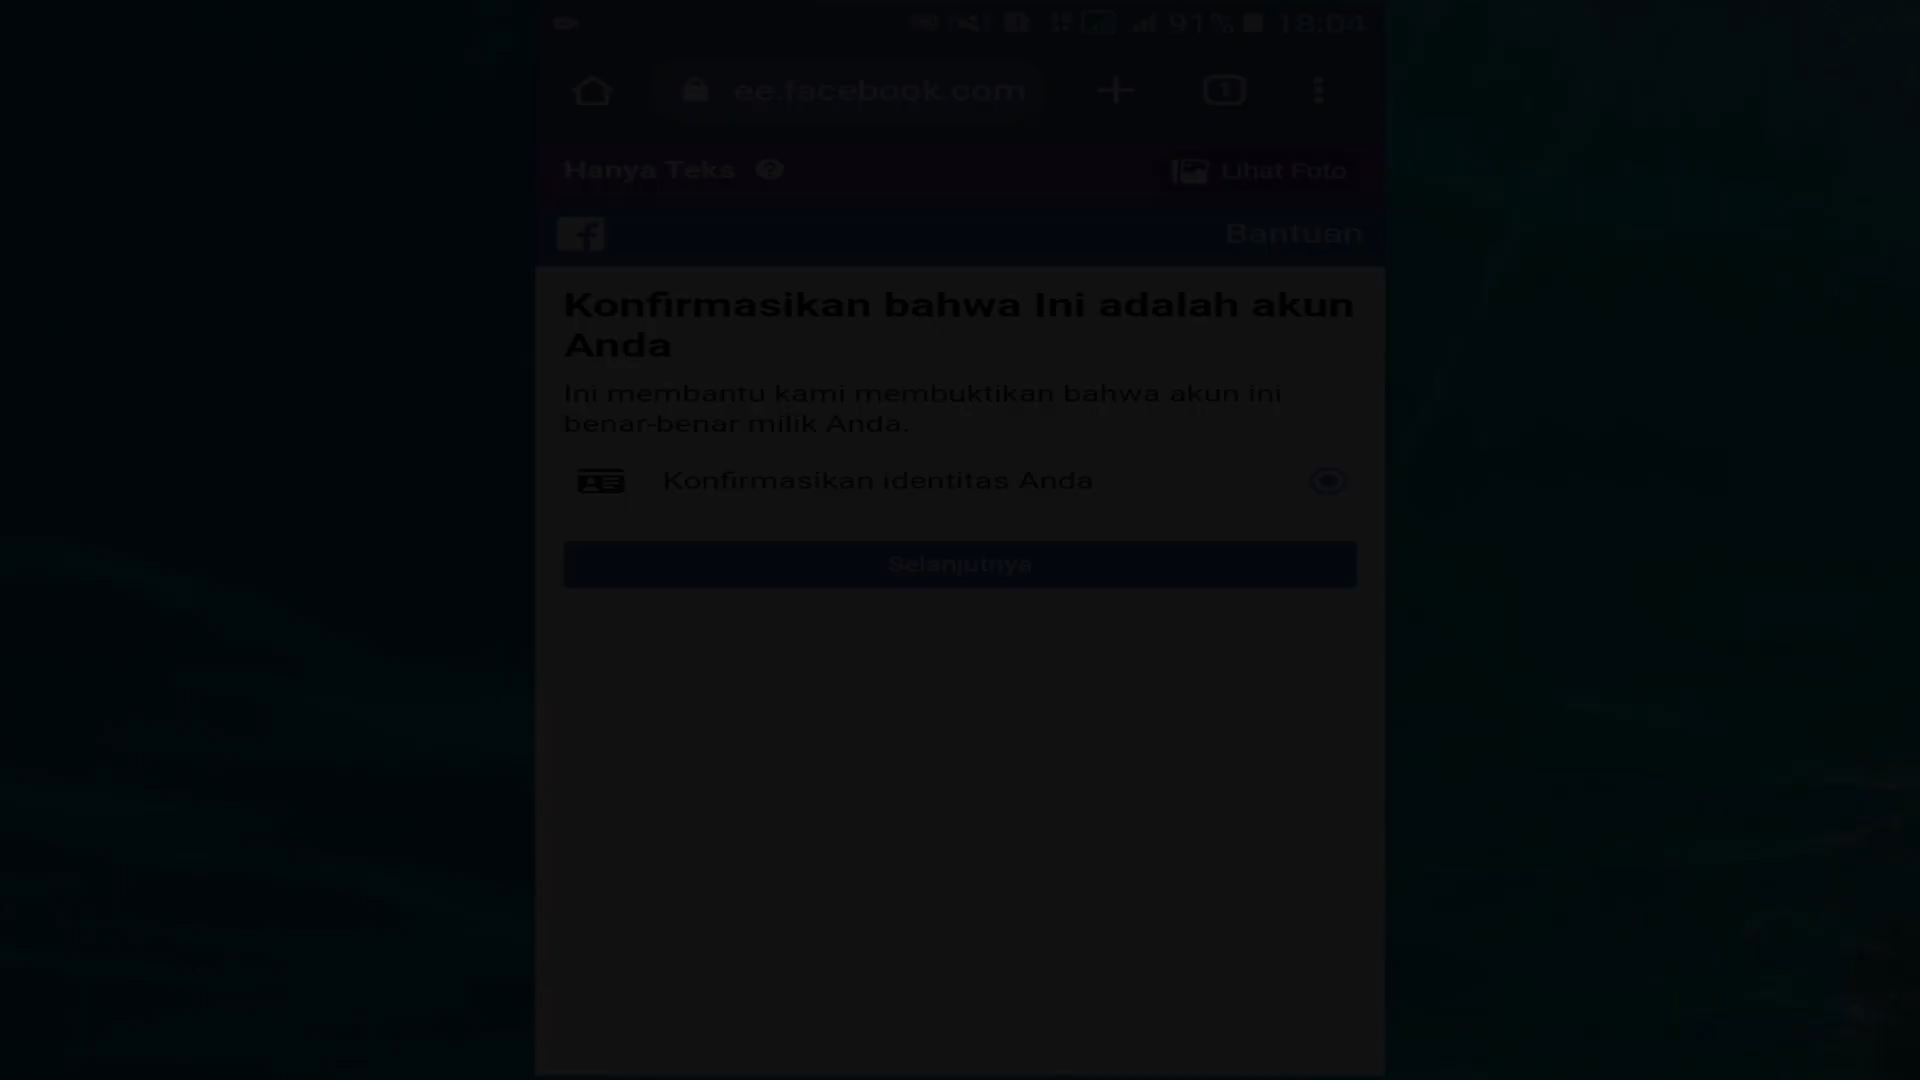 91% 18:04
ee.facebook.com 1
Hanya Teks Lihat Foto
Bantuan
Konfirmasikan bahwa Ini adalah akun
Anda
Ini membantu kami membuktikan bahwa akun ini
benar-benar milik Anda.
Konfirmasikan identitas Anda
Selanjutnya